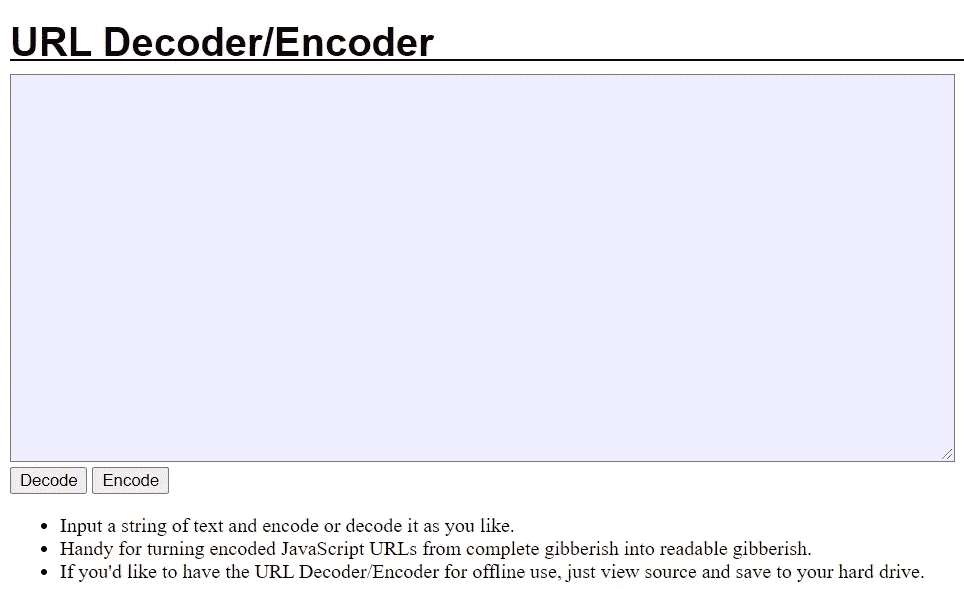 URL Decoder/Encoder
Decode Encode
Input a string of text and encode or decode it as you like.
Handy for turning encoded JavaScript URLs from complete gibberish into readable gibberish.
If you'd like to have the URL Decoder/Encoder for offline use, just view source and save to your hard drive.